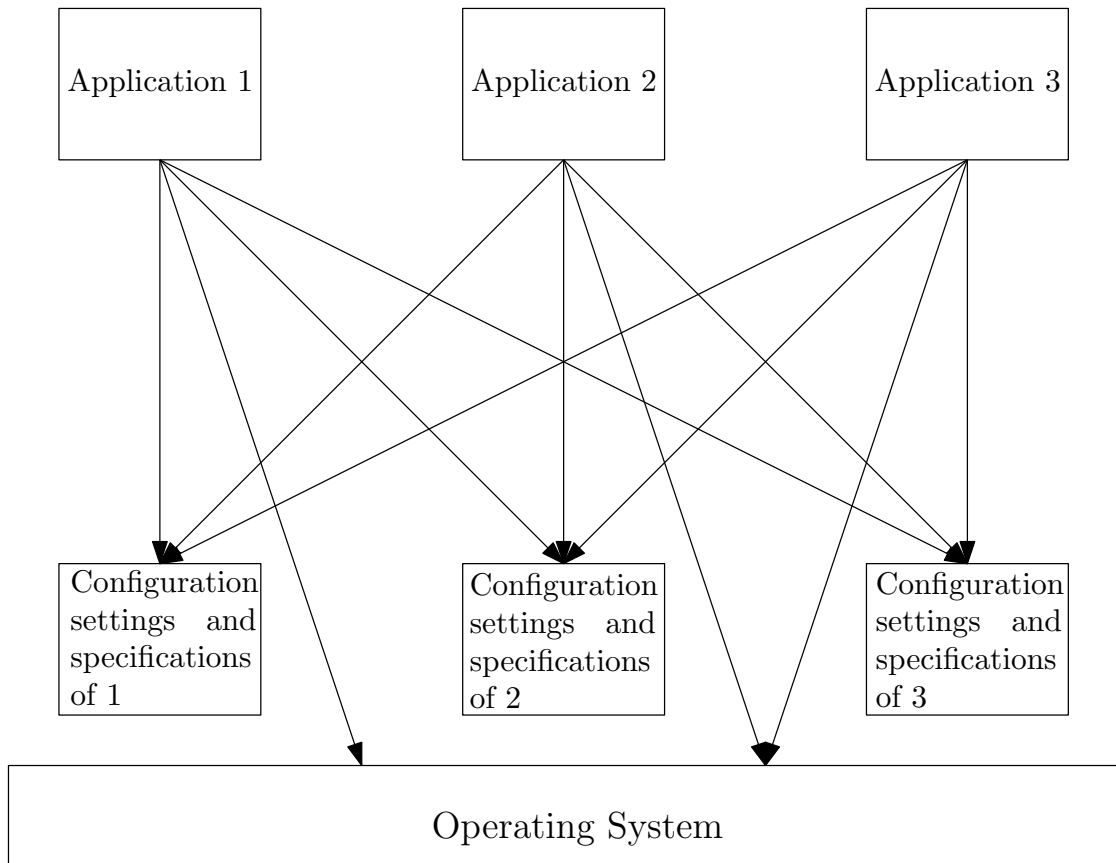 Application 1
Application 2
Application 3
Configuration
settings and
specifications
of 1
Configuration
settings and
specifications
of 2
Configuration
settings and
specifications
of 3
Operating System